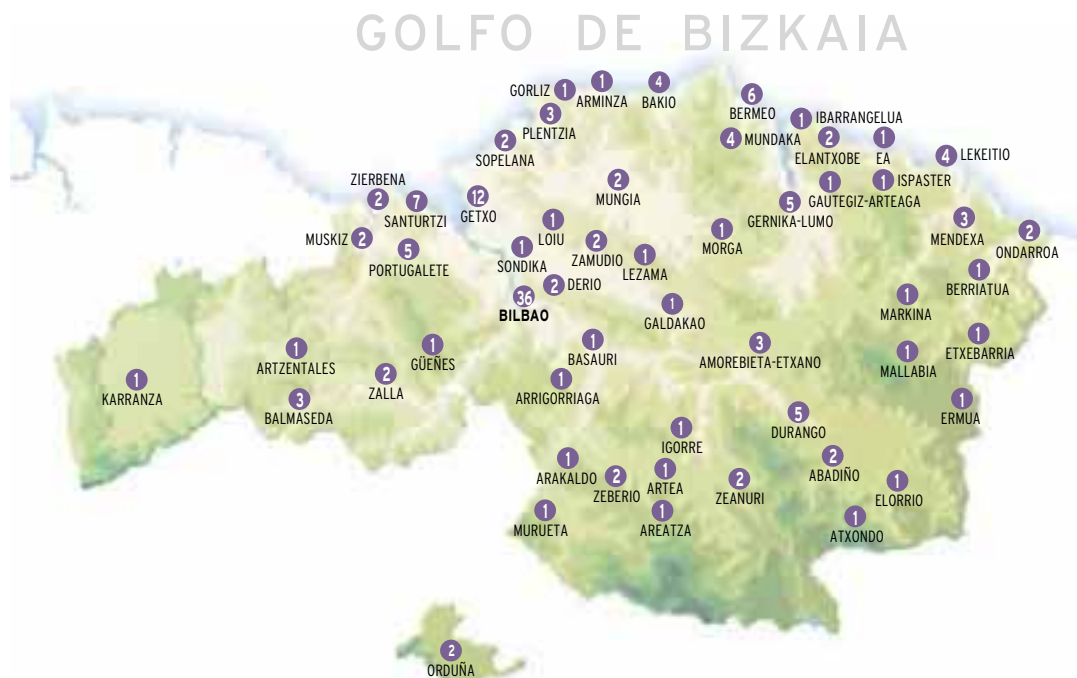 GOLFO DE BIZKAIA
GORLIZ 1
1 ARMINZA
4 BAKIO
6 BERMEO
3 PLENTZIA
1 IBARRANGELUA
2 SOPELANA
4 MUNDAKA
2 ELANTXOBE
1 EA
4 LEKEITIO
ZIERBENA 2
7 SANTURTZI
12 GETXO
2 MUNGIA
1 GAUTEGIZ-ARTEAGA
1 ISPASTER
5 GERNIKA-LUMO
MUSKIZ 2
5 PORTUGALETE
1 LOIU
1 SONDIKA
2 ZAMUDIO
1 LEZAMA
1 MORGA
3 MENDEXA
2 ONDARROA
1 BERRIATUA
36 BILBAO
2 DERIO
1 GALDAKAO
1 MARKINA
1 ARTZENTALES
1 GÜEÑES
1 BASAURI
3 AMOREBIETA-ETXANO
1 MALLABIA
1 ETXEBARRIA
1 KARRANZA
3 BALMASEDA
2 ZALLA
1 ARRIGORRIAGA
1 ERMUA
5 DURANGO
1 IGORRE
1 ARAKALDO
2 ZEBERIO
1 ARTEA
2 ZEANURI
2 ABADIÑO
1 ELORRIO
1 MURUETA
1 AREATZA
1 ATXONDO
2 ORDUÑA